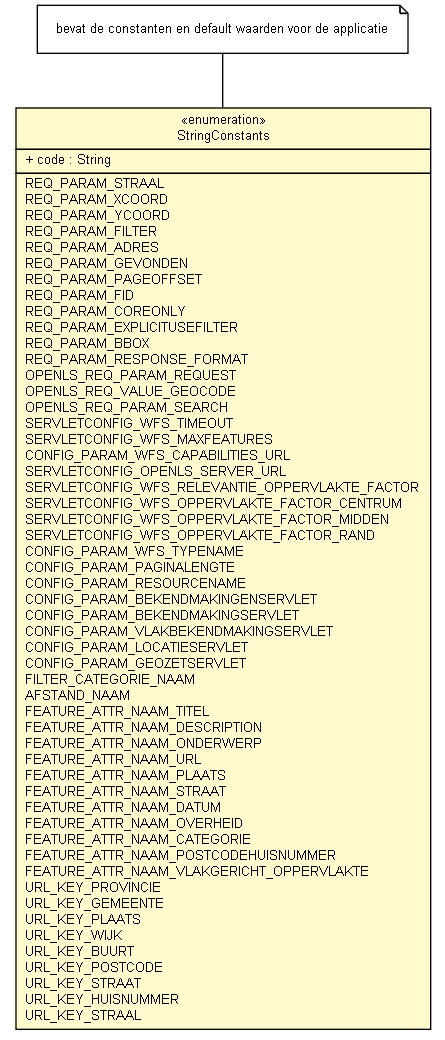 bevat de constanten en default waarden voor de applicatie
«enumeration»
StringConstants
+ code : String
REQ_PARAM_STRAAL
REQ_PARAM_XCOORD
REQ_PARAM_YCOORD
REQ_PARAM_FILTER
REQ_PARAM_ADRES
REQ_PARAM_GEVONDEN
REQ_PARAM_PAGEOFFSET
REQ_PARAM_FID
REQ_PARAM_COREONLY
REQ_PARAM_EXPLICITUSEFILTER
REQ_PARAM_BBOX
REQ_PARAM_RESPONSE_FORMAT
OPENLS_REQ_PARAM_REQUEST
OPENLS_REQ_VALUE_GEOCODE
OPENLS_REQ_PARAM_SEARCH
SERVLETCONFIG_WFS_TIMEOUT
SERVLETCONFIG_WFS_MAXFEATURES
CONFIG_PARAM_WFS_CAPABILITIES_URL
SERVLETCONFIG_OPENLS_SERVER_URL
SERVLETCONFIG_WFS_RELEVANTIE_OPPERVLAKTE_FACTOR
SERVLETCONFIG_WFS_OPPERVLAKTE_FACTOR_CENTRUM
SERVLETCONFIG_WFS_OPPERVLAKTE_FACTOR_MIDDEN
SERVLETCONFIG_WFS_OPPERVLAKTE_FACTOR_RAND
CONFIG_PARAM_WFS_TYPENAME
CONFIG_PARAM_PAGINALENGTE
CONFIG_PARAM_RESOURCENAME
CONFIG_PARAM_BEKENDMAKINGENSERVLET
CONFIG_PARAM_BEKENDMAKINGSERVLET
CONFIG_PARAM_VLAKBEKENDMAKINGSERVLET
CONFIG_PARAM_LOCATIESERVLET
CONFIG_PARAM_GEOZETSERVLET
FILTER_CATEGORIE_NAAM
AFSTAND_NAAM
FEATURE_ATTR_NAAM_TITEL
FEATURE_ATTR_NAAM_DESCRIPTION
FEATURE_ATTR_NAAM_ONDERWERP
FEATURE_ATTR_NAAM_URL
FEATURE_ATTR_NAAM_PLAATS
FEATURE_ATTR_NAAM_STRAAT
FEATURE_ATTR_NAAM_DATUM
FEATURE_ATTR_NAAM_OVERHEID
FEATURE_ATTR_NAAM_CATEGORIE
FEATURE_ATTR_NAAM_POSTCODEHUISNUMMER
FEATURE_ATTR_NAAM_VLAKGERICHT_OPPERVLAKTE
URL_KEY_PROVINCIE
URL_KEY_GEMEENTE
URL_KEY_PLAATS
URL_KEY_WIJK
URL_KEY_BUURT
URL_KEY_POSTCODE
URL_KEY_STRAAT
URL_KEY_HUISNUMMER
URL_KEY_STRAAL